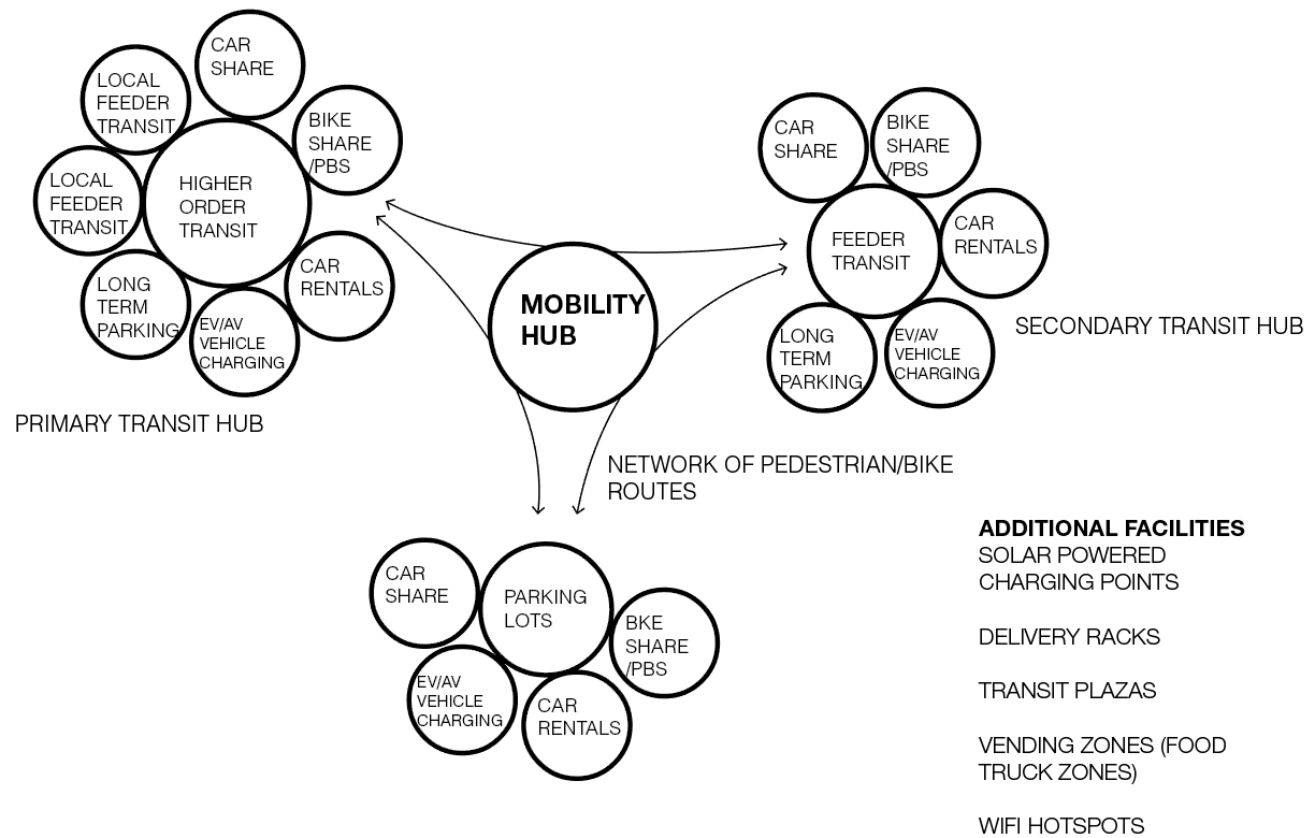 CAR
SHARE
LOCAL
FEEDER
TRANSIT
BIKE
SHARE
/PBS
LOCAL
FEEDER
TRANSIT
HIGHER
ORDER
TRANSIT
LONG
TERM
PARKING
EV/AV
VEHICLE
CHARGING
CAR
RENTALS
PRIMARY TRANSIT HUB
MOBILITY
HUB
CAR
SHARE
BIKE
SHARE
/PBS
FEEDER
TRANSIT
CAR
RENTALS
LONG
TERM
PARKING
EV/AV
VEHICLE
CHARGING
SECONDARY TRANSIT HUB
NETWORK OF PEDESTRIAN/BIKE
ROUTES
CAR
SHARE
PARKING
LOTS
BKE
SHARE
/PBS
EV/AV
VEHICLE
CHARGING
CAR
RENTALS
ADDITIONAL FACILITIES
SOLAR POWERED
CHARGING POINTS
DELIVERY RACKS
TRANSIT PLAZAS
VENDING ZONES (FOOD
TRUCK ZONES)
WIFI HOTSPOTS